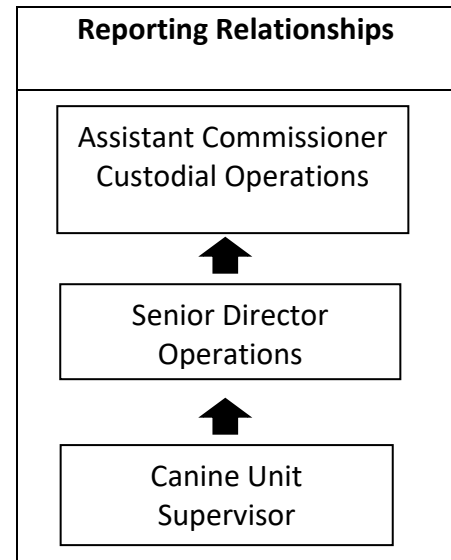 Reporting Relationships
Assistant Commissioner
Custodial Operations
Senior Director
Operations
Canine Unit
Supervisor